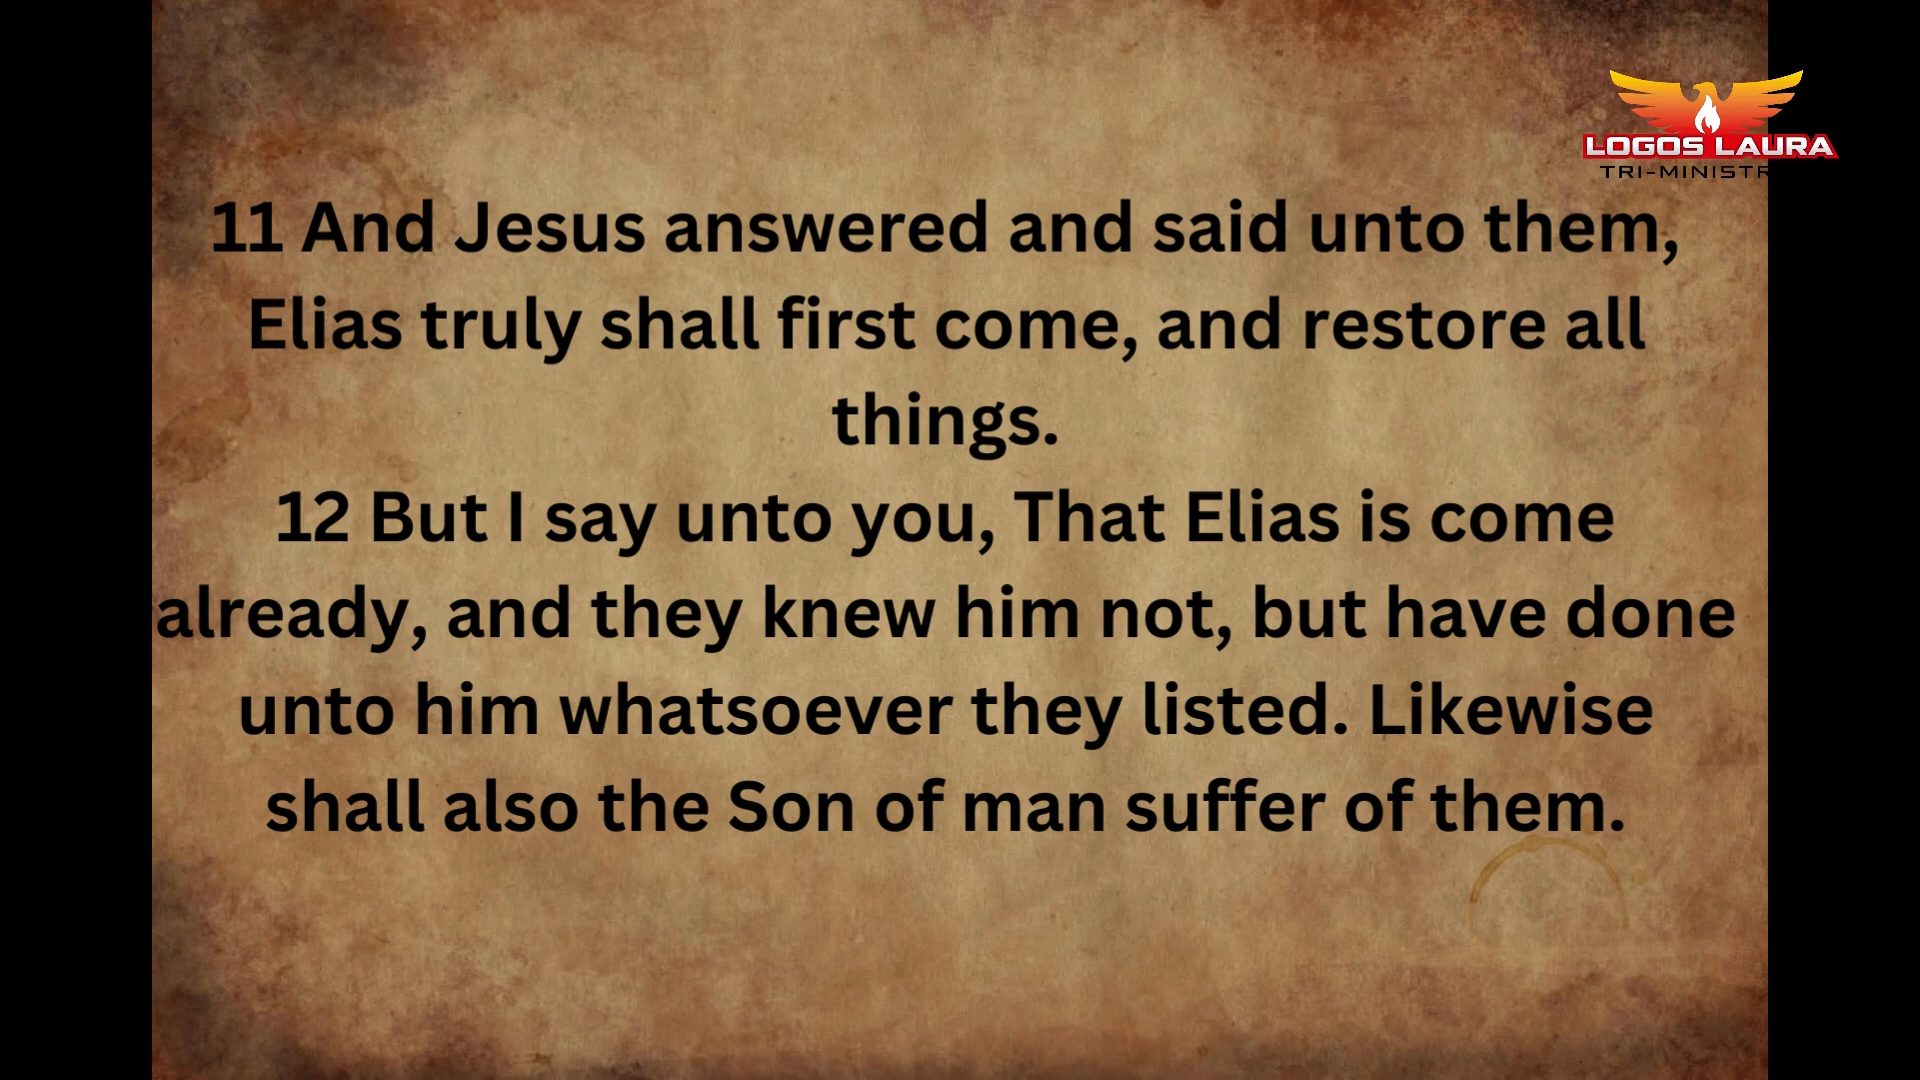 LOGOS LAURA
TRI-MINISTR
11 And Jesus answered and said unto them,
Elias truly shall first come, and restore all
things.
12 But I say unto you, That Elias is come
already, and they knew him not, but have done
unto him whatsoever they listed. Likewise
shall also the Son of man suffer of them.